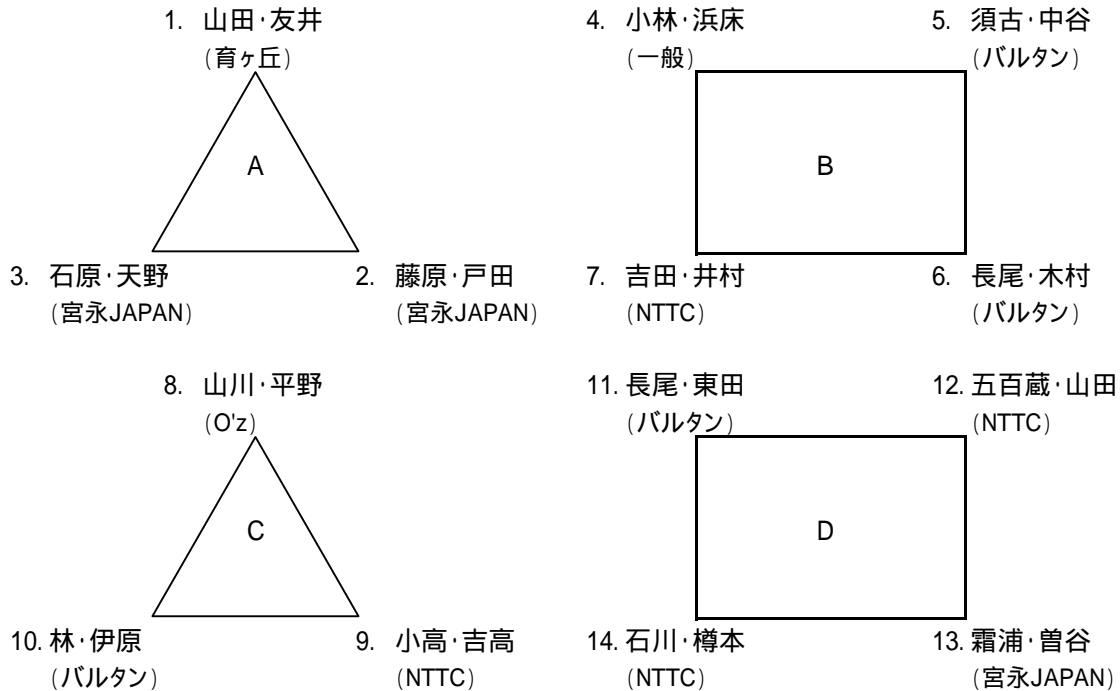 1. 山田・友井
(育ヶ丘)
A
3. 石原・天野
(宮永JAPAN)
2. 藤原・戸田
(宮永JAPAN)
4. 小林・浜床
(一般)
5. 須古・中谷
(バルタン)
B
7. 吉田・井村
(NTTC)
6. 長尾・木村
(バルタン)
8. 山川・平野
(O'z)
C
10. 林・伊原
(バルタン)
9. 小高・吉高
(NTTC)
11. 長尾・東田
(バルタン)
12. 五百蔵・山田
(NTTC)
D
14. 石川・樽本
(NTTC)
13. 霜浦・曽谷
(宮永JAPAN)